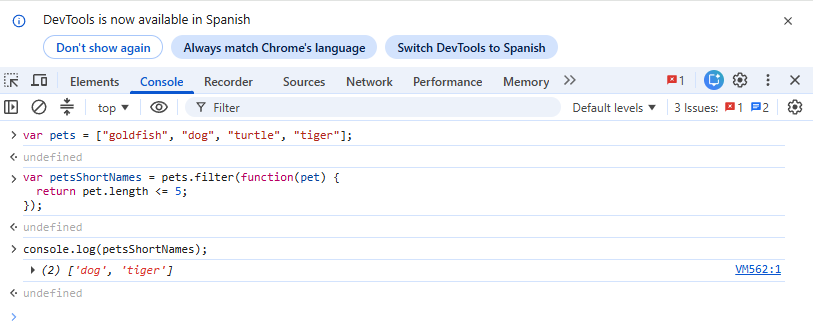 DevTools is now available in Spanish
Don't show again Always match Chrome's language Switch DevTools to Spanish
Elements Console Recorder Sources Network Performance Memory 1
top Filter Default levels 3 Issues: 1 2
var pets = ["goldfish", "dog", "turtle", "tiger"];
undefined
var petsShortNames = pets.filter(function(pet) {
return pet.length <= 5;
});
undefined
console.log(petsShortNames);
(2) ['dog', 'tiger'] VM562:1
undefined